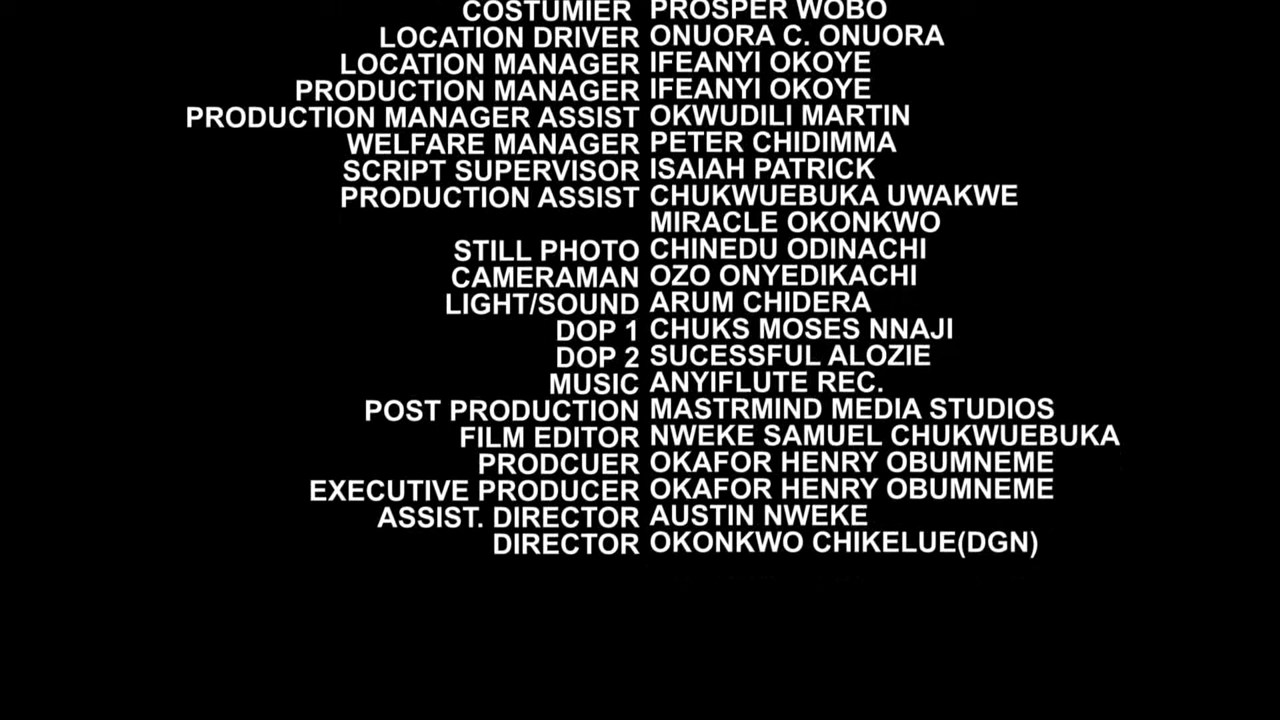 COSTUMIER PROSPER WOBO
LOCATION DRIVER ONUORA C. ONUORA
LOCATION MANAGER IFEANYI OKOYE
PRODUCTION MANAGER IFEANYI OKOYE
PRODUCTION MANAGER ASSIST OKWUDILI MARTIN
WELFARE MANAGER PETER CHIDIMMA
SCRIPT SUPERVISOR ISAIAH PATRICK
PRODUCTION ASSIST CHUKWUEBUKA UWAKWE
MIRACLE OKONKWO
STILL PHOTO CHINEDU ODINACHI
CAMERAMAN OZO ONYEDIKACHI
LIGHT/SOUND ARUM CHIDERA
DOP 1 CHUKS MOSES NNAJI
DOP 2 SUCESSFUL ALOZIE
MUSIC ANYIFLUTE REC.
POST PRODUCTION MASTRMIND MEDIA STUDIOS
FILM EDITOR NWEKE SAMUEL CHUKWUEBUKA
PRODCUER OKAFOR HENRY OBUMNEME
EXECUTIVE PRODUCER OKAFOR HENRY OBUMNEME
ASSIST. DIRECTOR AUSTIN NWEKE
DIRECTOR OKONKWO CHIKELUE(DGN)